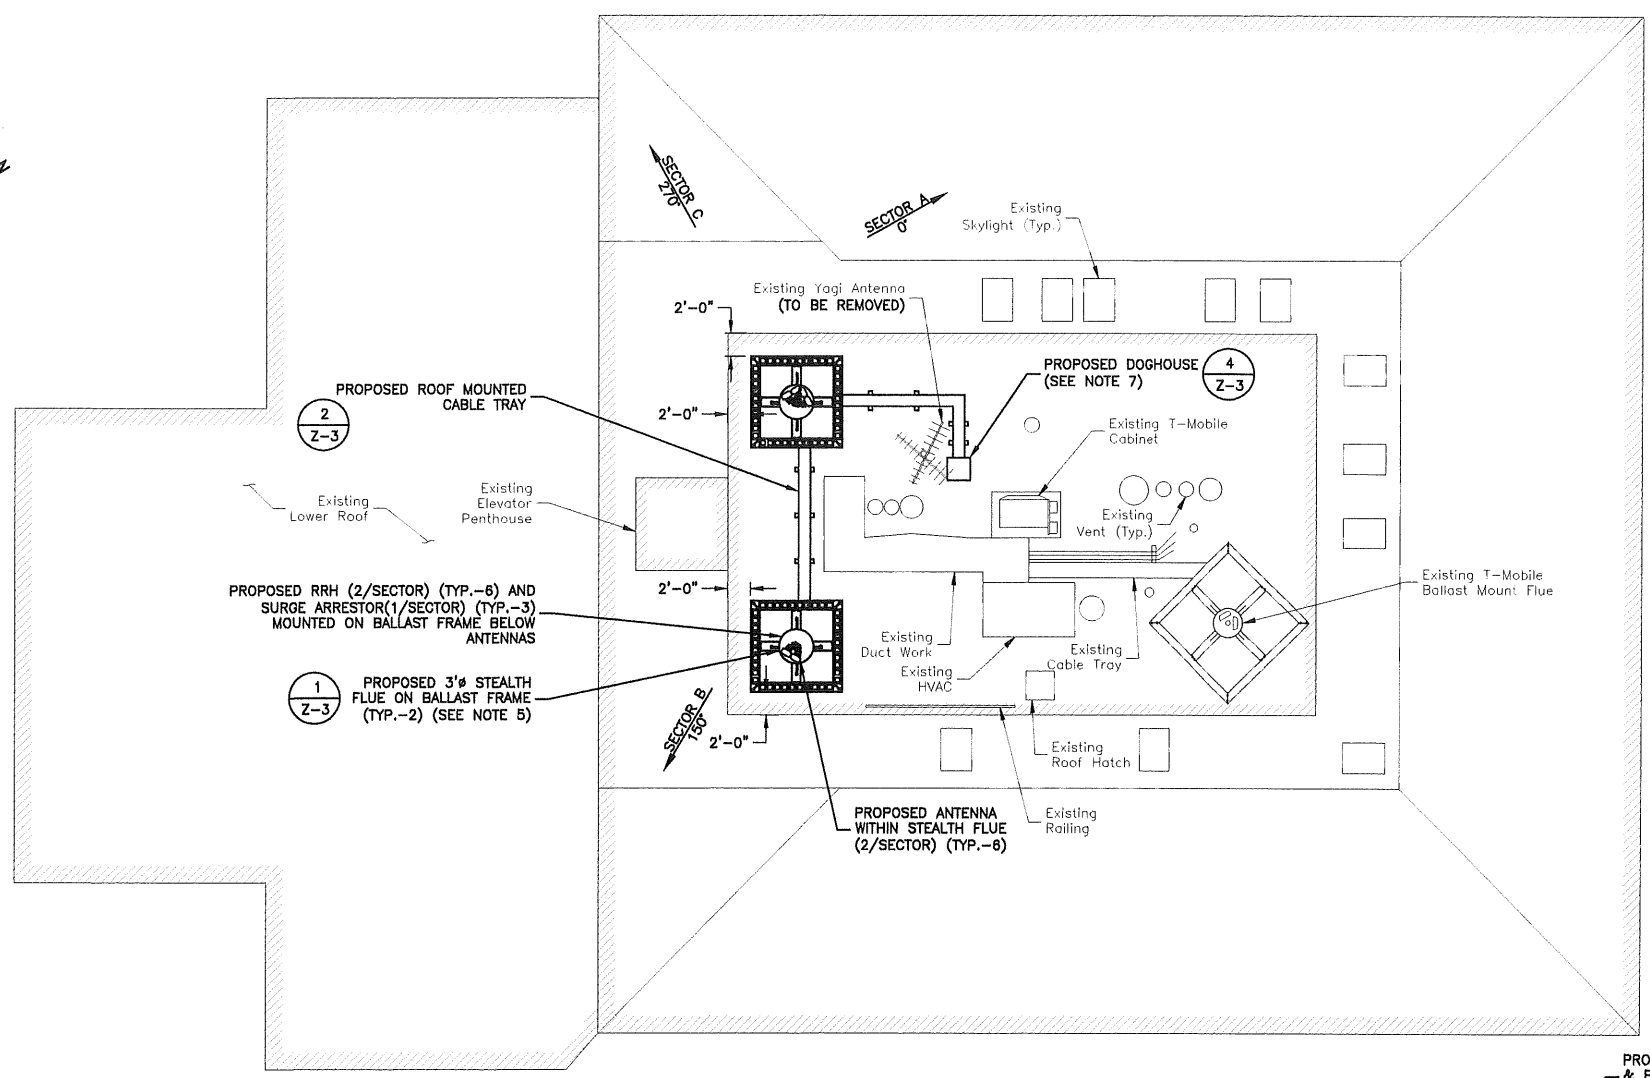 N
SECTOR C
270°
SECTOR A
0°
Existing
Skylight (Typ.)
Existing Yagi Antenna
(TO BE REMOVED)
2'-0"
PROPOSED DOGHOUSE
(SEE NOTE 7)
4
Z-3
PROPOSED ROOF MOUNTED
CABLE TRAY
2
Z-3
2'-0"
Existing T-Mobile
Cabinet
Existing
Lower Roof
Existing
Elevator
Penthouse
Existing
Vent (Typ.)
PROPOSED RRH (2/SECTOR) (TYP.-6) AND
SURGE ARRESTOR(1/SECTOR) (TYP.-3)
MOUNTED ON BALLAST FRAME BELOW
ANTENNAS
2'-0"
Existing T-Mobile
Ballast Mount Flue
Existing
Duct Work
Existing
Cable Tray
Existing
HVAC
1
Z-3
PROPOSED 3'ø STEALTH
FLUE ON BALLAST FRAME
(TYP.-2) (SEE NOTE 5)
SECTOR B
150°
2'-0"
Existing
Roof Hatch
PROPOSED ANTENNA
WITHIN STEALTH FLUE
(2/SECTOR) (TYP.-6)
Existing
Railing
PRO